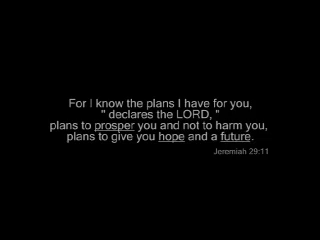 For I know the plans I have for you,
" declares the LORD, "
plans to prosper you and not to harm you,
plans to give you hope and a future.
Jeremiah 29:11